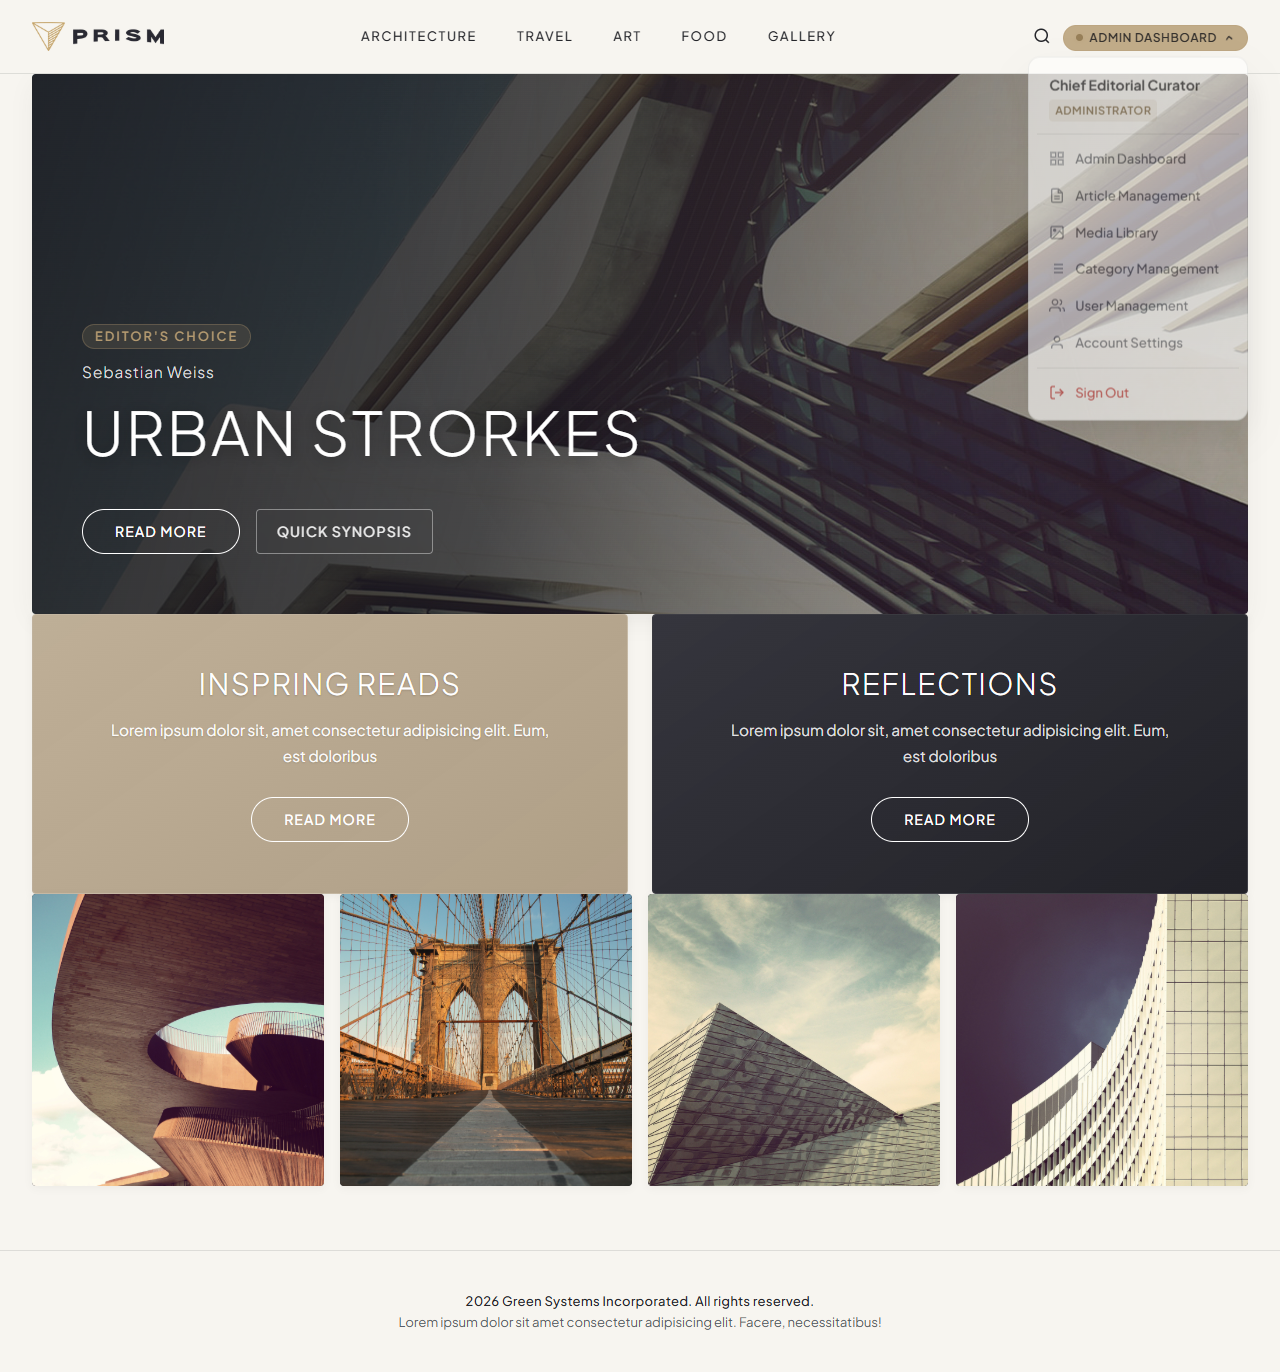 PRISM
ARCHITECTURE
TRAVEL
ART
FOOD
GALLERY
ADMIN DASHBOARD
Chief Editorial Curator
ADMINISTRATOR
Admin Dashboard
Article Management
Media Library
Category Management
User Management
Account Settings
Sign Out
EDITOR'S CHOICE
Sebastian Weiss
URBAN STRORKES
READ MORE
QUICK SYNOPSIS
INSPRING READS
Lorem ipsum dolor sit, amet consectetur adipisicing elit. Eum,
est doloribus
READ MORE
REFLECTIONS
Lorem ipsum dolor sit, amet consectetur adipisicing elit. Eum,
est doloribus
READ MORE
2026 Green Systems Incorporated. All rights reserved.
Lorem ipsum dolor sit amet consectetur adipisicing elit. Facere, necessitatibus!